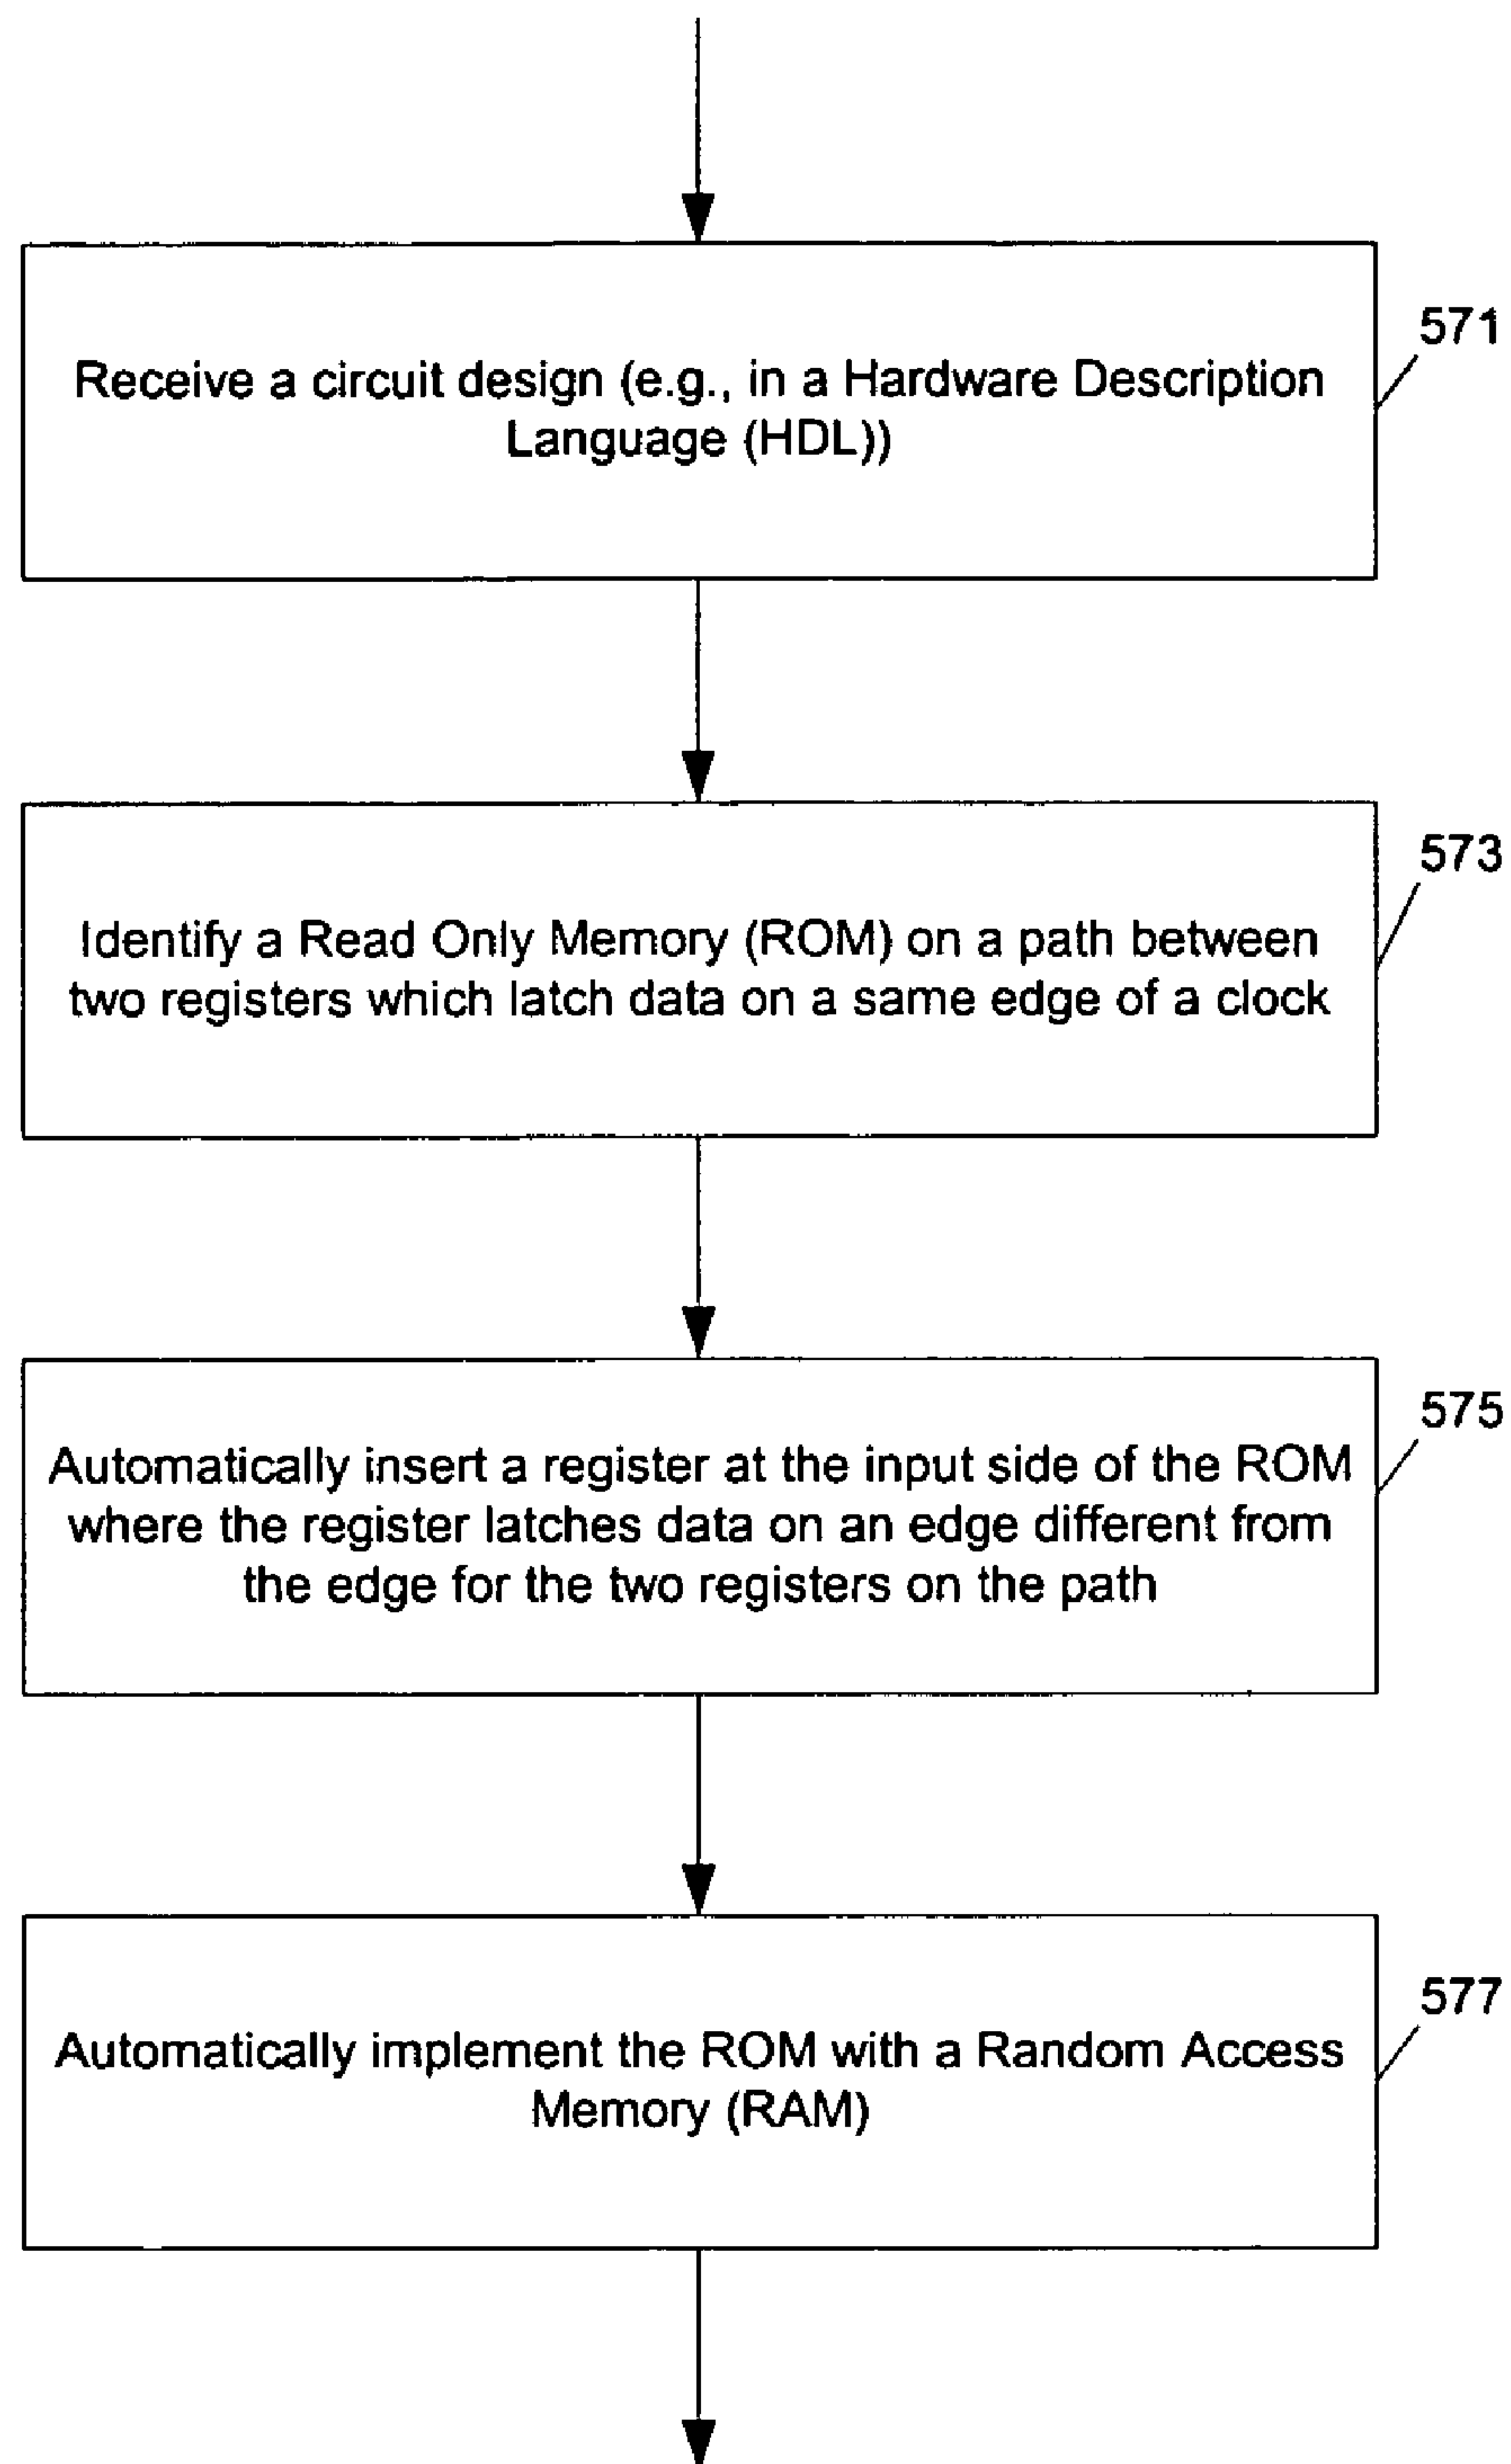 Receive a circuit design (e.g., in a Hardware Description
Language (HDL))
571
Identify a Read Only Memory (ROM) on a path between
two registers which latch data on a same edge of a clock
573
Automatically insert a register at the input side of the ROM
where the register latches data on an edge different from
the edge for the two registers on the path
575
Automatically implement the ROM with a Random Access
Memory (RAM)
577